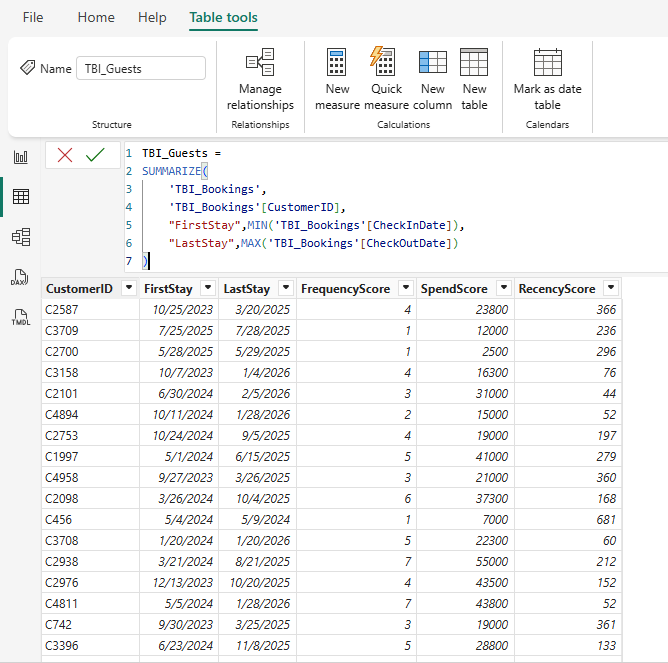 File Home Help Table tools
Name TBI_Guests
Manage relationships
New measure
Quick measure
New column
New table
Mark as date table
Structure Relationships Calculations Calendars
1 TBI_Guests =
2 SUMMARIZE(
3 'TBI_Bookings',
4 'TBI_Bookings'[CustomerID],
5 "FirstStay",MIN('TBI_Bookings'[CheckInDate]),
6 "LastStay",MAX('TBI_Bookings'[CheckOutDate])
7 )
DAX
TMDL
CustomerID FirstStay LastStay FrequencyScore SpendScore RecencyScore
C2587 10/25/2023 3/20/2025 4 23800 366
C3709 7/25/2025 7/28/2025 1 12000 236
C2700 5/28/2025 5/29/2025 1 2500 296
C3158 10/7/2023 1/4/2026 4 16300 76
C2101 6/30/2024 2/5/2026 3 31000 44
C4894 10/11/2024 1/28/2026 2 15000 52
C2753 10/24/2024 9/5/2025 4 19000 197
C1997 5/1/2024 6/15/2025 5 41000 279
C4958 9/27/2023 3/26/2025 3 21000 360
C2098 3/26/2024 10/4/2025 6 37300 168
C456 5/4/2024 5/9/2024 1 7000 681
C3708 1/20/2024 1/20/2026 5 22300 60
C2938 3/21/2024 8/21/2025 7 55000 212
C2976 12/13/2023 10/20/2025 4 43500 152
C4811 5/5/2024 1/28/2026 7 43800 52
C742 9/30/2023 3/25/2025 3 19000 361
C3396 6/23/2024 11/8/2025 5 28800 133